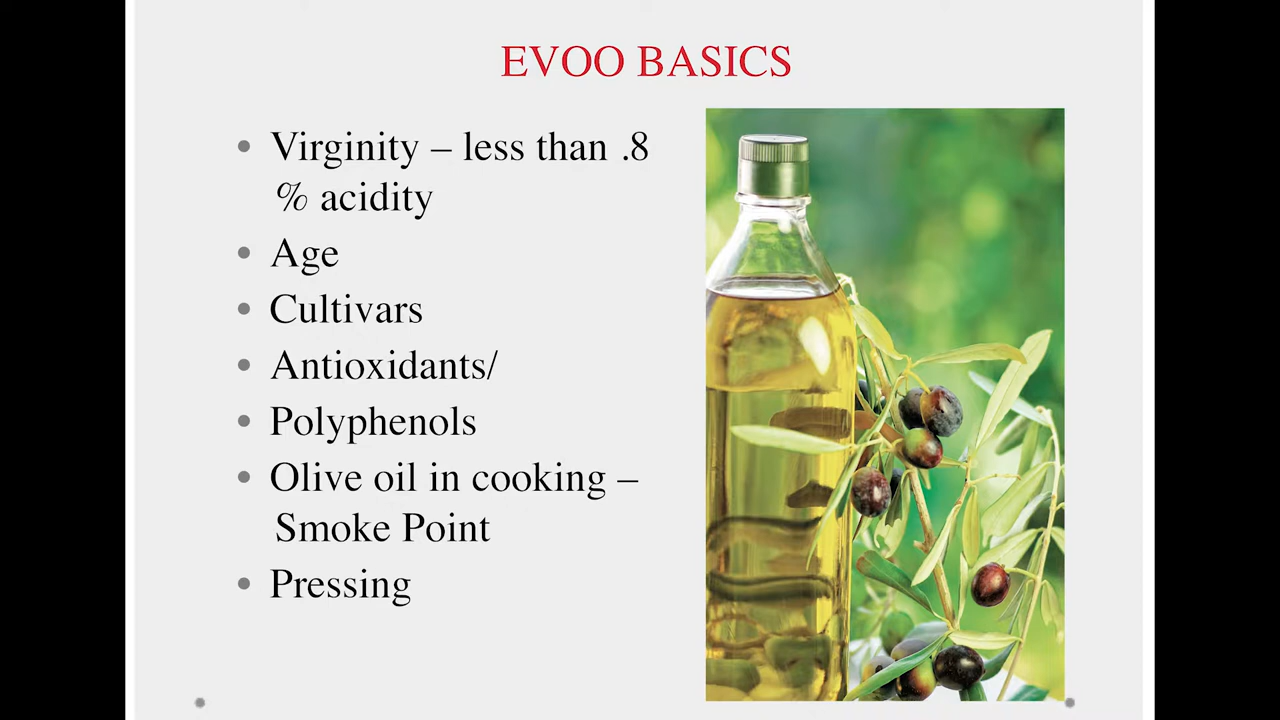 EVOO BASICS
• Virginity – less than .8
% acidity
• Age
• Cultivars
• Antioxidants/
• Polyphenols
• Olive oil in cooking –
Smoke Point
• Pressing